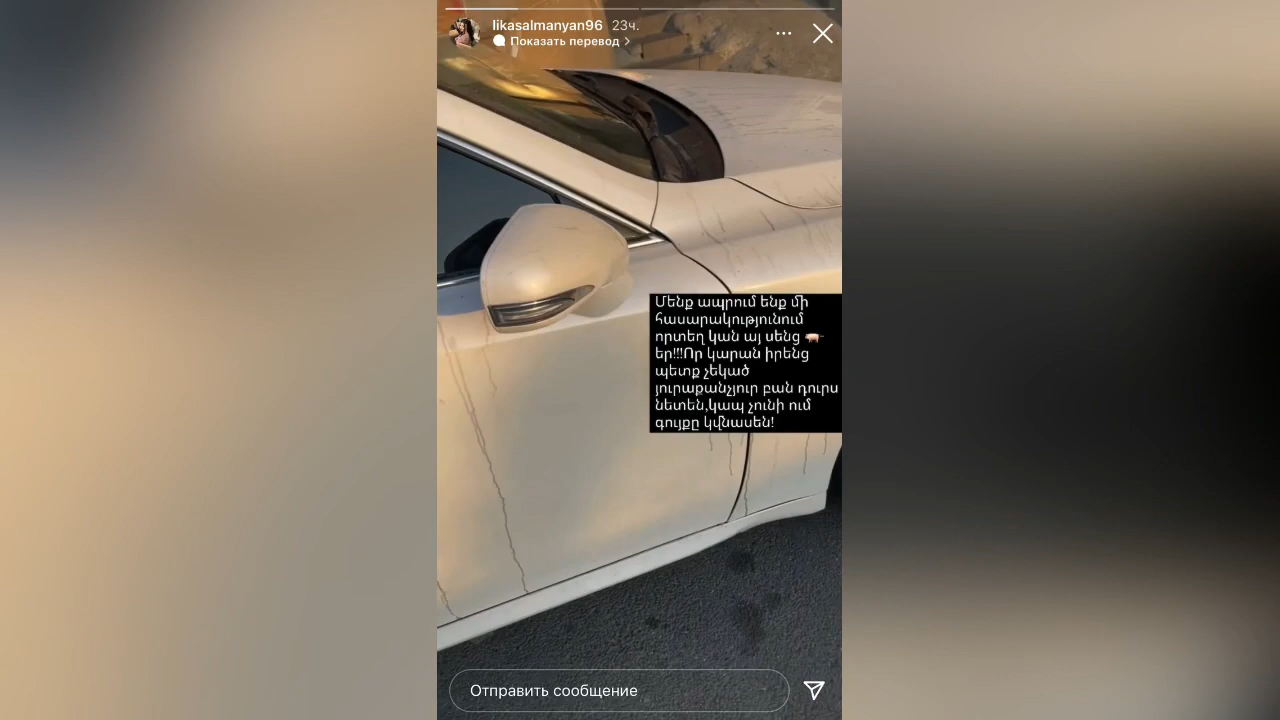 likasalmanyan96 23ч.
Показать перевод
Մենք ապրում ենք մի
հասարակությունում
որտեղ կան այ սենց 🐖
եր!!!Որ կարան իրենց
պետք չեկած
յուրաքանչյուր բան դուրս
նետեն,կապ չունի ում
գույքը կվնասեն!
Отправить сообщение